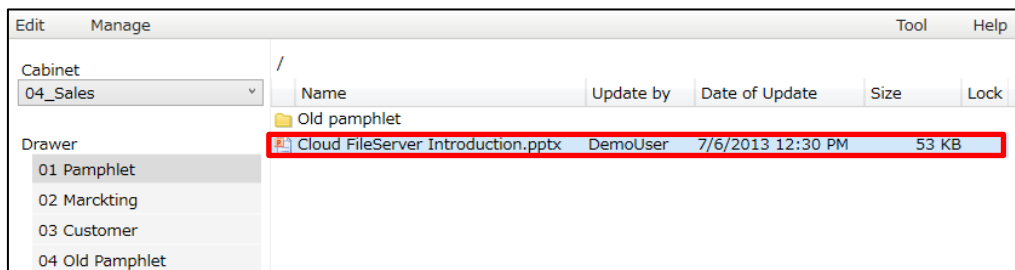 Edit Manage Tool Help
Cabinet
04_Sales
Drawer
01 Pamphlet
02 Marckting
03 Customer
04 Old Pamphlet
/
Name Update by Date of Update Size Lock
Old pamphlet
Cloud FileServer Introduction.pptx DemoUser 7/6/2013 12:30 PM 53 KB